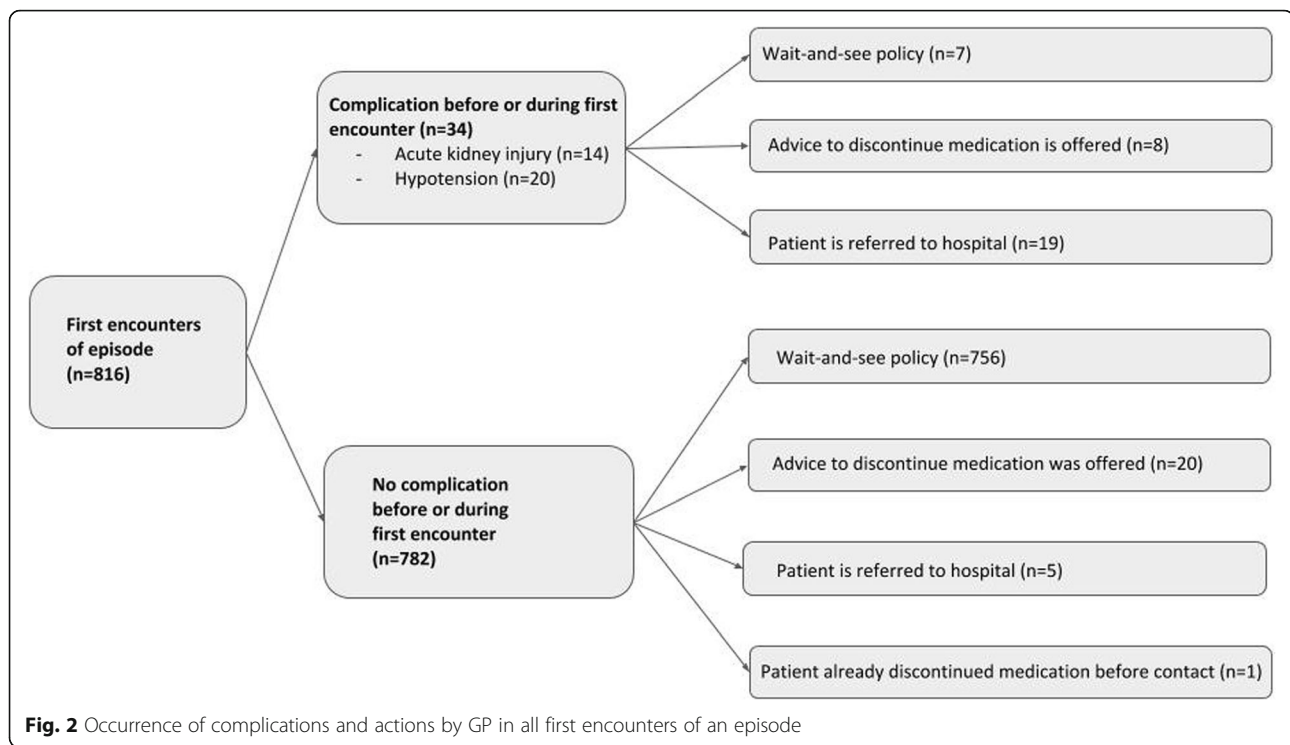 First encounters
of episode
(n=816)
Complication before or during first
encounter (n=34)
- Acute kidney injury (n=14)
- Hypotension (n=20)
Wait-and-see policy (n=7)
Advice to discontinue medication is offered (n=8)
Patient is referred to hospital (n=19)
No complication
before or during
first encounter
(n=782)
Wait-and-see policy (n=756)
Advice to discontinue medication was offered (n=20)
Patient is referred to hospital (n=5)
Patient already discontinued medication before contact (n=1)
Fig. 2 Occurrence of complications and actions by GP in all first encounters of an episode